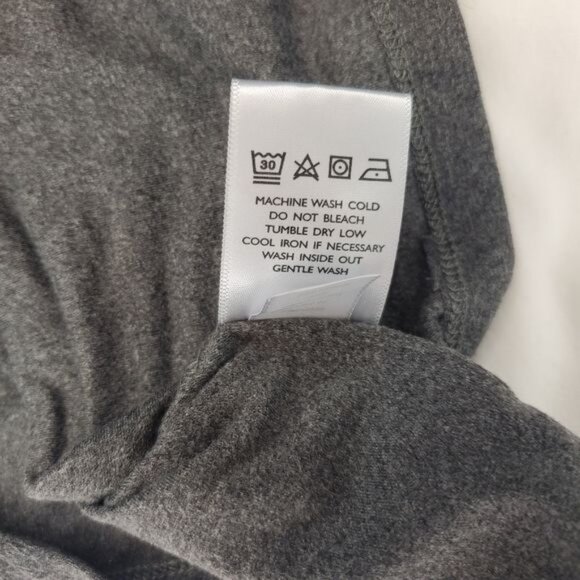 30
MACHINE WASH COLD
DO NOT BLEACH
TUMBLE DRY LOW
COOL IRON IF NECESSARY
WASH INSIDE OUT
GENTLE WASH